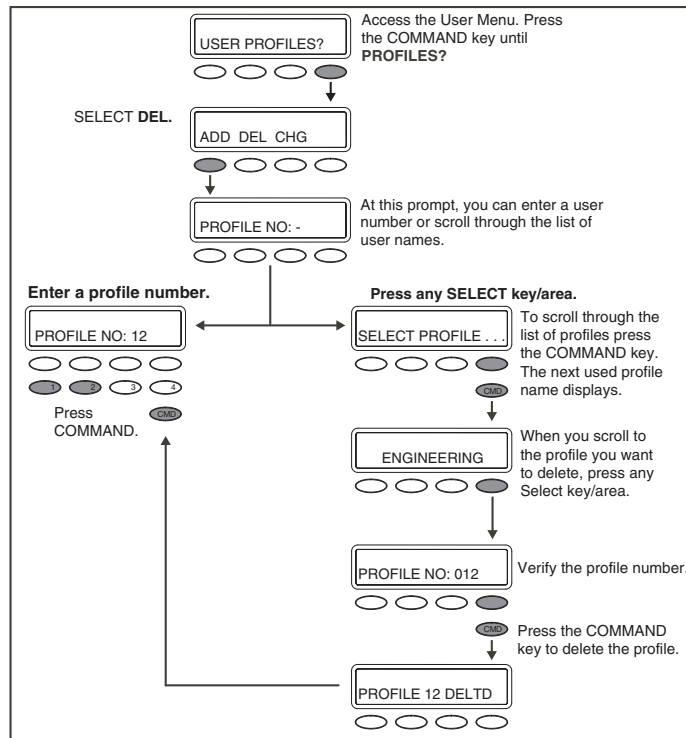 USER PROFILES?
Access the User Menu. Press
the COMMAND key until
PROFILES?
SELECT DEL.
ADD DEL CHG
PROFILE NO: -
At this prompt, you can enter a user
number or scroll through the list of
user names.
Enter a profile number.
PROFILE NO: 12
1 2 3 4
Press
COMMAND.
CMD
Press any SELECT key/area.
SELECT PROFILE . . .
To scroll through the
list of profiles press
the COMMAND key.
The next used profile
name displays.
CMD
ENGINEERING
When you scroll to
the profile you want
to delete, press any
Select key/area.
PROFILE NO: 012
Verify the profile number.
CMD
Press the COMMAND
key to delete the profile.
PROFILE 12 DELTD